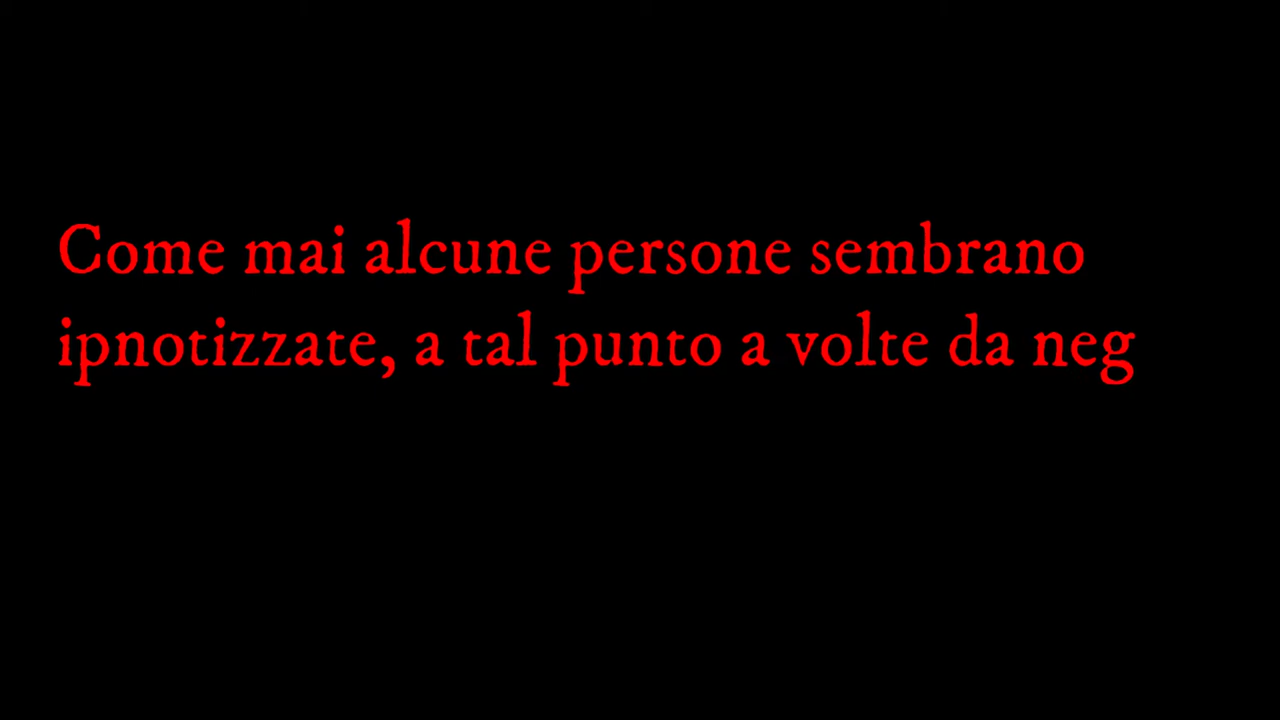 Come mai alcune persone sembrano
ipnotizzate, a tal punto a volte da neg